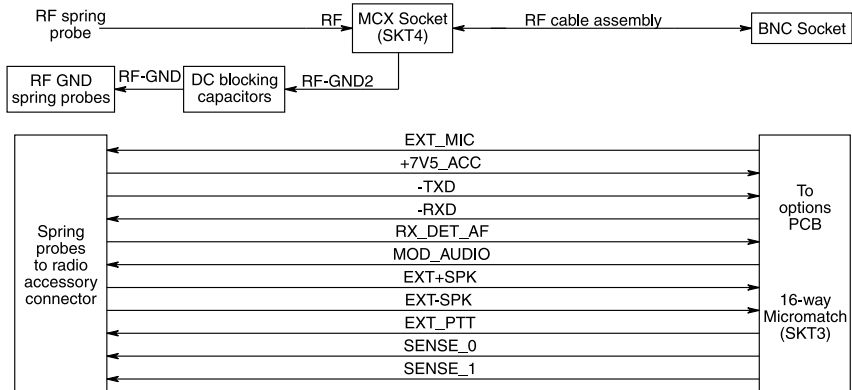 RF spring
probe
RF
MCX Socket
(SKT4)
RF cable assembly
BNC Socket
RF GND
spring probes
RF-GND
DC blocking
capacitors
RF-GND2
EXT_MIC
+7V5_ACC
-TXD
-RXD
RX_DET_AF
MOD_AUDIO
EXT+SPK
EXT-SPK
EXT_PTT
SENSE_0
SENSE_1
Spring
probes
to radio
accessory
connector
To
options
PCB
16-way
Micromatch
(SKT3)